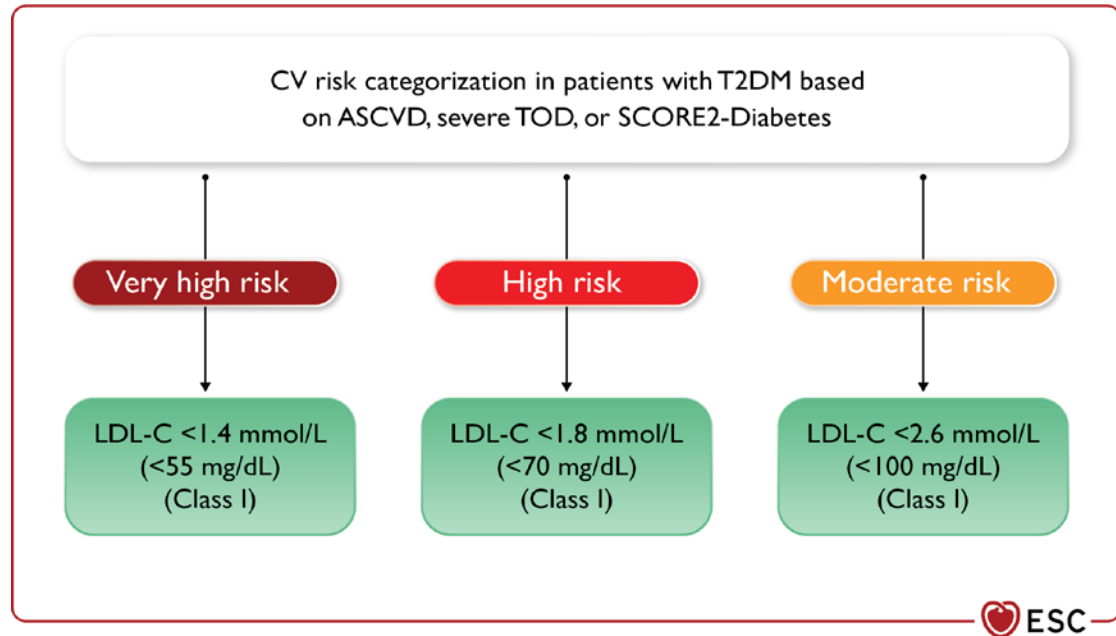 CV risk categorization in patients with T2DM based
on ASCVD, severe TOD, or SCORE2-Diabetes
Very high risk
High risk
Moderate risk
LDL-C <1.4 mmol/L
(<55 mg/dL)
(Class I)
LDL-C <1.8 mmol/L
(<70 mg/dL)
(Class I)
LDL-C <2.6 mmol/L
(<100 mg/dL)
(Class I)
ESC